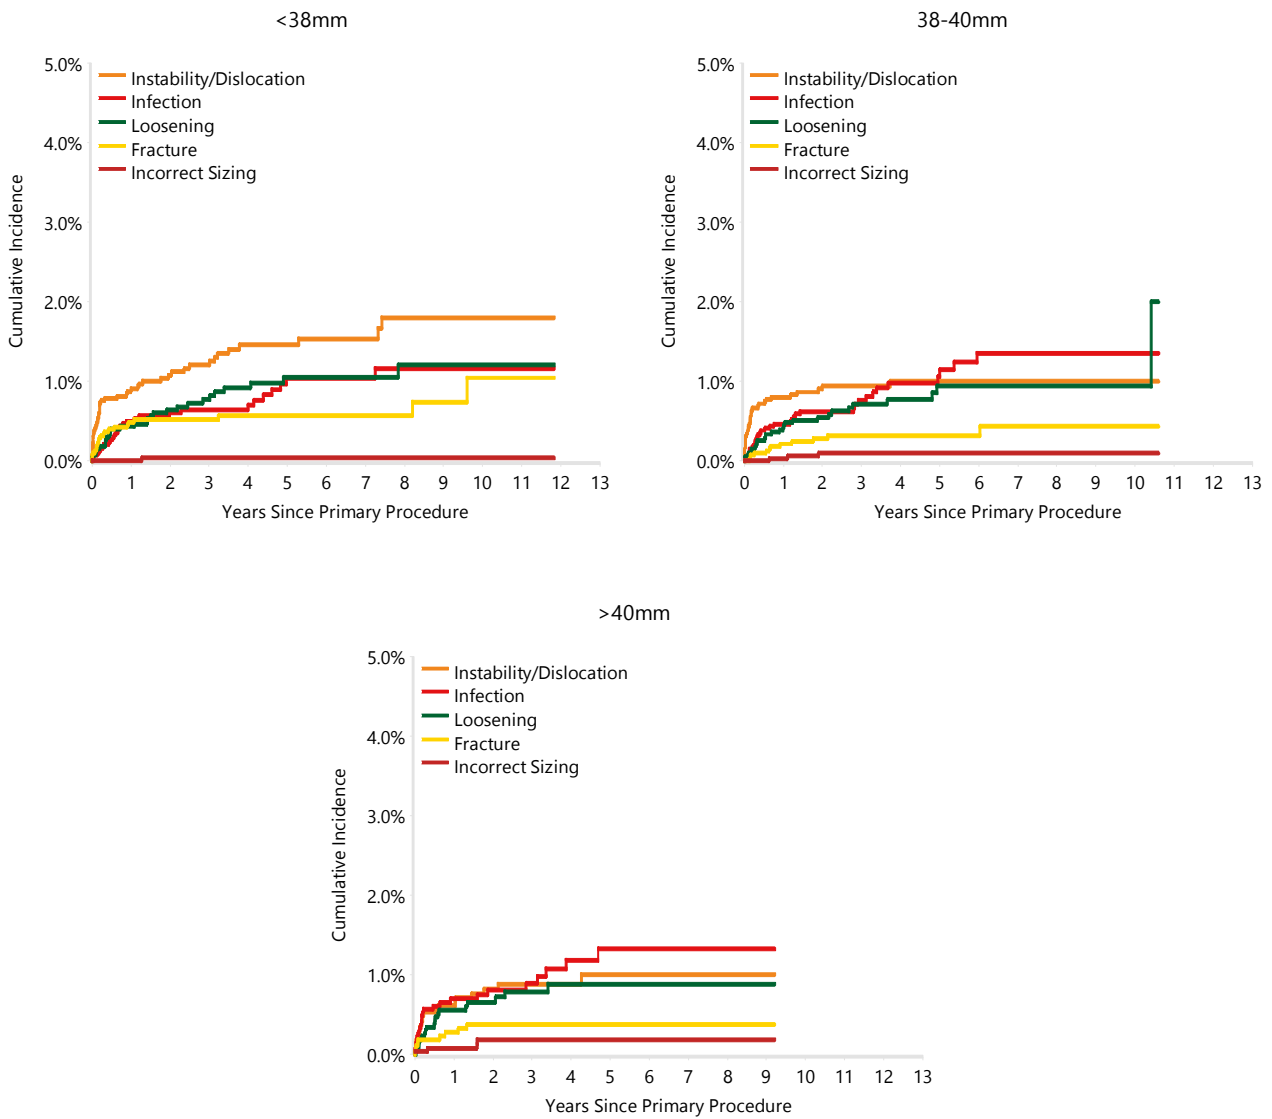 <38mm
5.0%
4.0%
3.0%
2.0%
1.0%
0.0%
Cumulative Incidence
Instability/Dislocation
Infection
Loosening
Fracture
Incorrect Sizing
0 1 2 3 4 5 6 7 8 9 10 11 12 13
Years Since Primary Procedure
38-40mm
5.0%
4.0%
3.0%
2.0%
1.0%
0.0%
Cumulative Incidence
Instability/Dislocation
Infection
Loosening
Fracture
Incorrect Sizing
0 1 2 3 4 5 6 7 8 9 10 11 12 13
Years Since Primary Procedure
>40mm
5.0%
4.0%
3.0%
2.0%
1.0%
0.0%
Cumulative Incidence
Instability/Dislocation
Infection
Loosening
Fracture
Incorrect Sizing
0 1 2 3 4 5 6 7 8 9 10 11 12 13
Years Since Primary Procedure